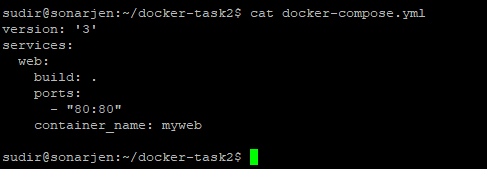 sudir@sonarjen:~/docker-task2$ cat docker-compose.yml
version: '3'
services:
  web:
    build: .
    ports:
      - "80:80"
    container_name: myweb

sudir@sonarjen:~/docker-task2$